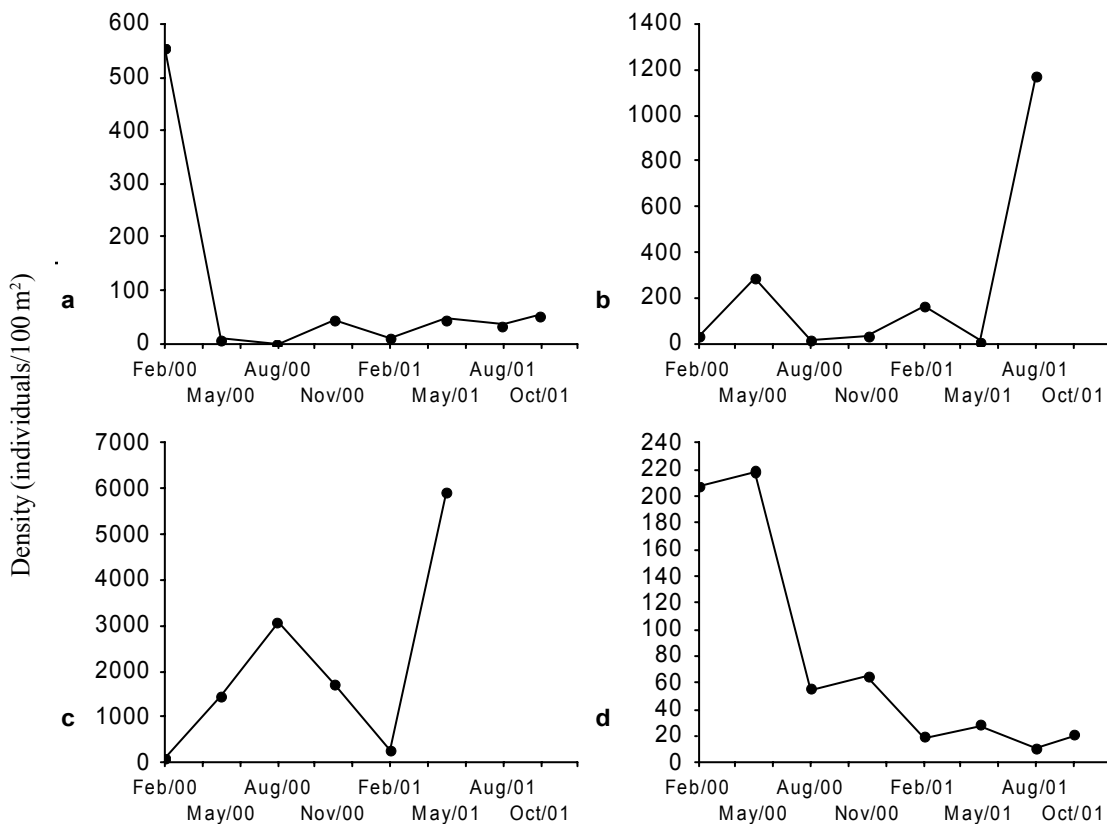 Density (individuals/100 m²)
600
500
400
300
200
100
0
a
Feb/00 Aug/00 Feb/01 Aug/01
May/00 Nov/00 May/01 Oct/01
1400
1200
1000
800
600
400
200
0
b
Feb/00 Aug/00 Feb/01 Aug/01
May/00 Nov/00 May/01 Oct/01
7000
6000
5000
4000
3000
2000
1000
0
c
Feb/00 Aug/00 Feb/01 Aug/01
May/00 Nov/00 May/01 Oct/01
240
220
200
180
160
140
120
100
80
60
40
20
0
d
Feb/00 Aug/00 Feb/01 Aug/01
May/00 Nov/00 May/01 Oct/01